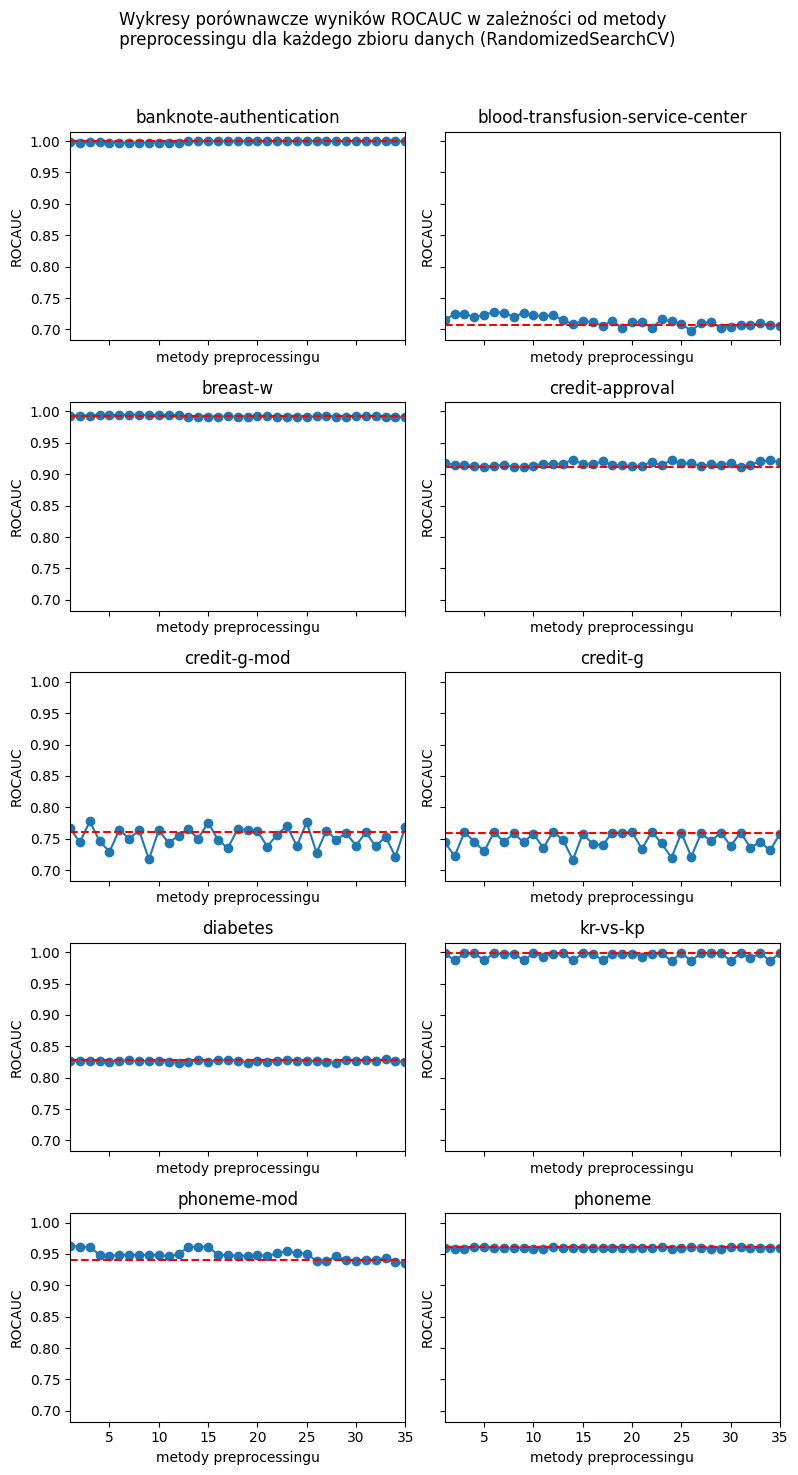 Wykresy porównawcze wyników ROCAUC w zależności od metody
preprocessingu dla każdego zbioru danych (RandomizedSearchCV)
banknote-authentication
blood-transfusion-service-center
1.00
0.95
0.90
0.85
0.80
0.75
0.70
ROCAUC
ROCAUC
metody preprocessingu
metody preprocessingu
breast-w
credit-approval
1.00
0.95
0.90
0.85
0.80
0.75
0.70
ROCAUC
ROCAUC
metody preprocessingu
metody preprocessingu
credit-g-mod
credit-g
1.00
0.95
0.90
0.85
0.80
0.75
0.70
ROCAUC
ROCAUC
metody preprocessingu
metody preprocessingu
diabetes
kr-vs-kp
1.00
0.95
0.90
0.85
0.80
0.75
0.70
ROCAUC
ROCAUC
metody preprocessingu
metody preprocessingu
phoneme-mod
phoneme
1.00
0.95
0.90
0.85
0.80
0.75
0.70
ROCAUC
ROCAUC
5 10 15 20 25 30 35
5 10 15 20 25 30 35
metody preprocessingu
metody preprocessingu